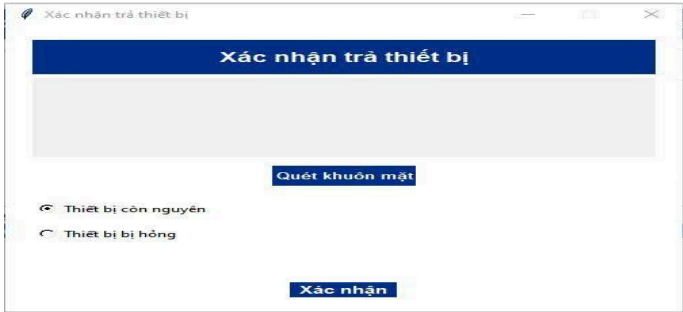 Xác nhận trả thiết bị
Xác nhận trả thiết bị
Quét khuôn mặt
Thiết bị còn nguyên
Thiết bị bị hỏng
Xác nhận